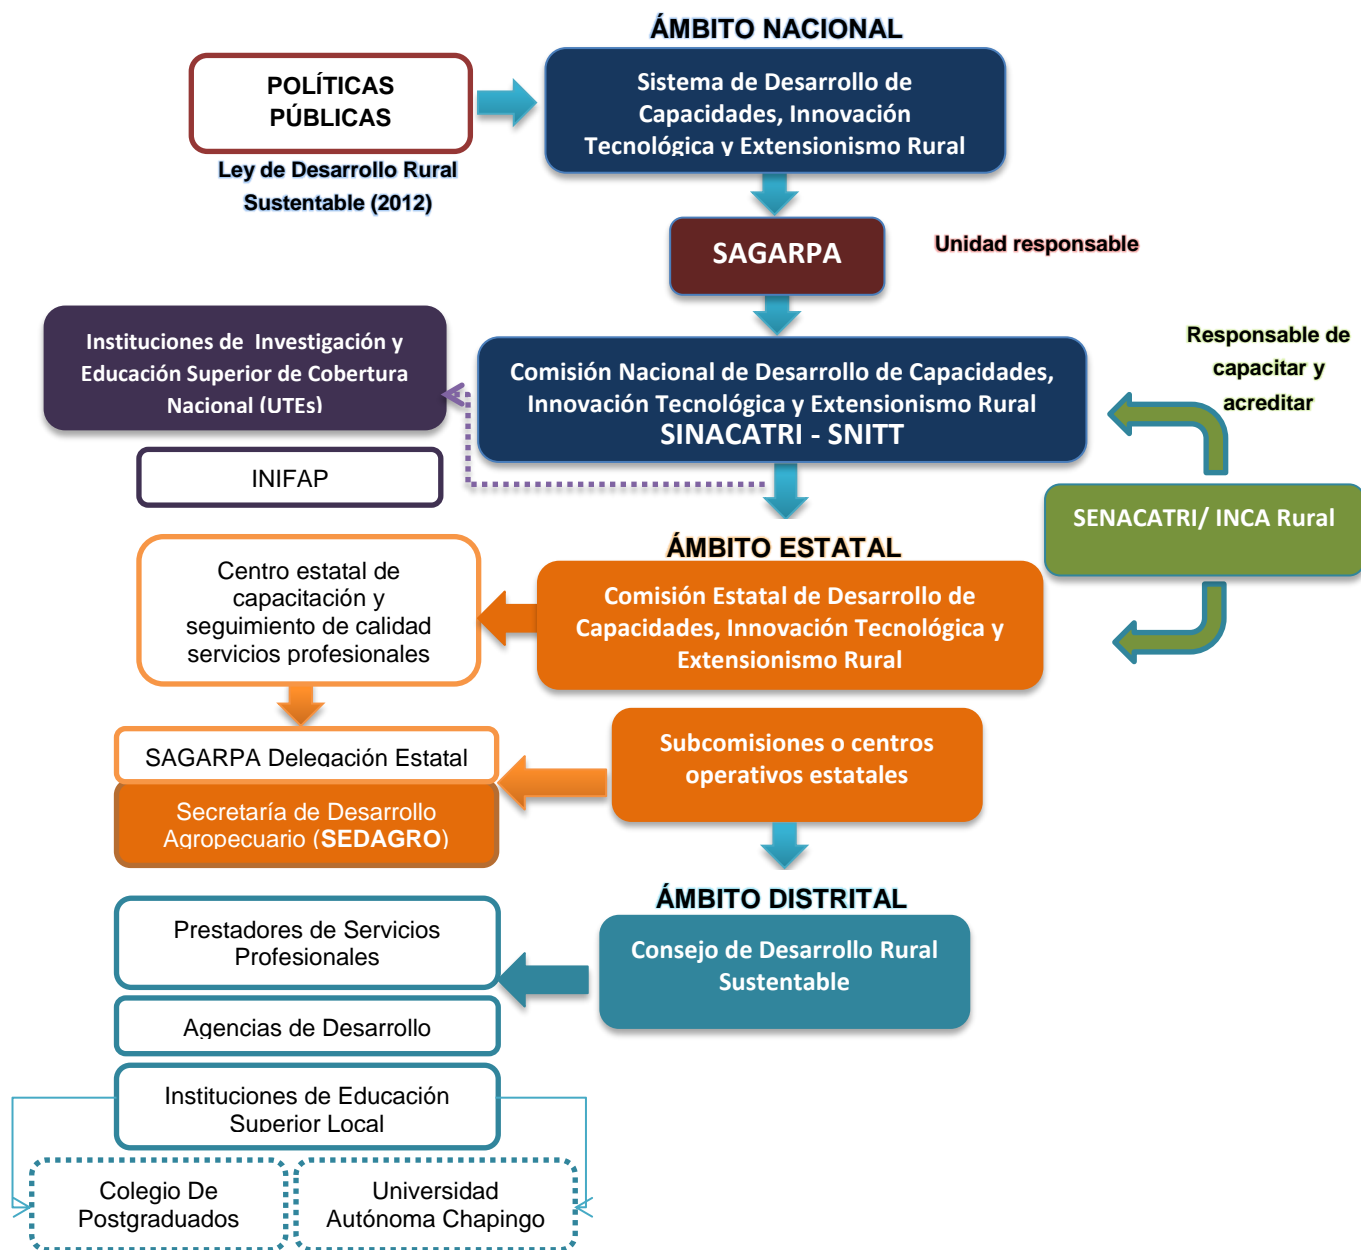 ÁMBITO NACIONAL
POLÍTICAS
PÚBLICAS
Ley de Desarrollo Rural
Sustentable (2012)
Sistema de Desarrollo de
Capacidades, Innovación
Tecnológica y Extensionismo Rural
SAGARPA
Unidad responsable
Instituciones de Investigación y
Educación Superior de Cobertura
Nacional (UTEs)
INIFAP
Comisión Nacional de Desarrollo de Capacidades,
Innovación Tecnológica y Extensionismo Rural
SINACATRI - SNITT
Responsable de
capacitar y
acreditar
SENACATRI/ INCA Rural
ÁMBITO ESTATAL
Centro estatal de
capacitación y
seguimiento de calidad
servicios profesionales
Comisión Estatal de Desarrollo de
Capacidades, Innovación Tecnológica y
Extensionismo Rural
SAGARPA Delegación Estatal
Secretaría de Desarrollo
Agropecuario (SEDAGRO)
Subcomisiones o centros
operativos estatales
ÁMBITO DISTRITAL
Prestadores de Servicios
Profesionales
Consejo de Desarrollo Rural
Sustentable
Agencias de Desarrollo
Instituciones de Educación
Superior Local
Colegio De
Postgraduados
Universidad
Autónoma Chapingo